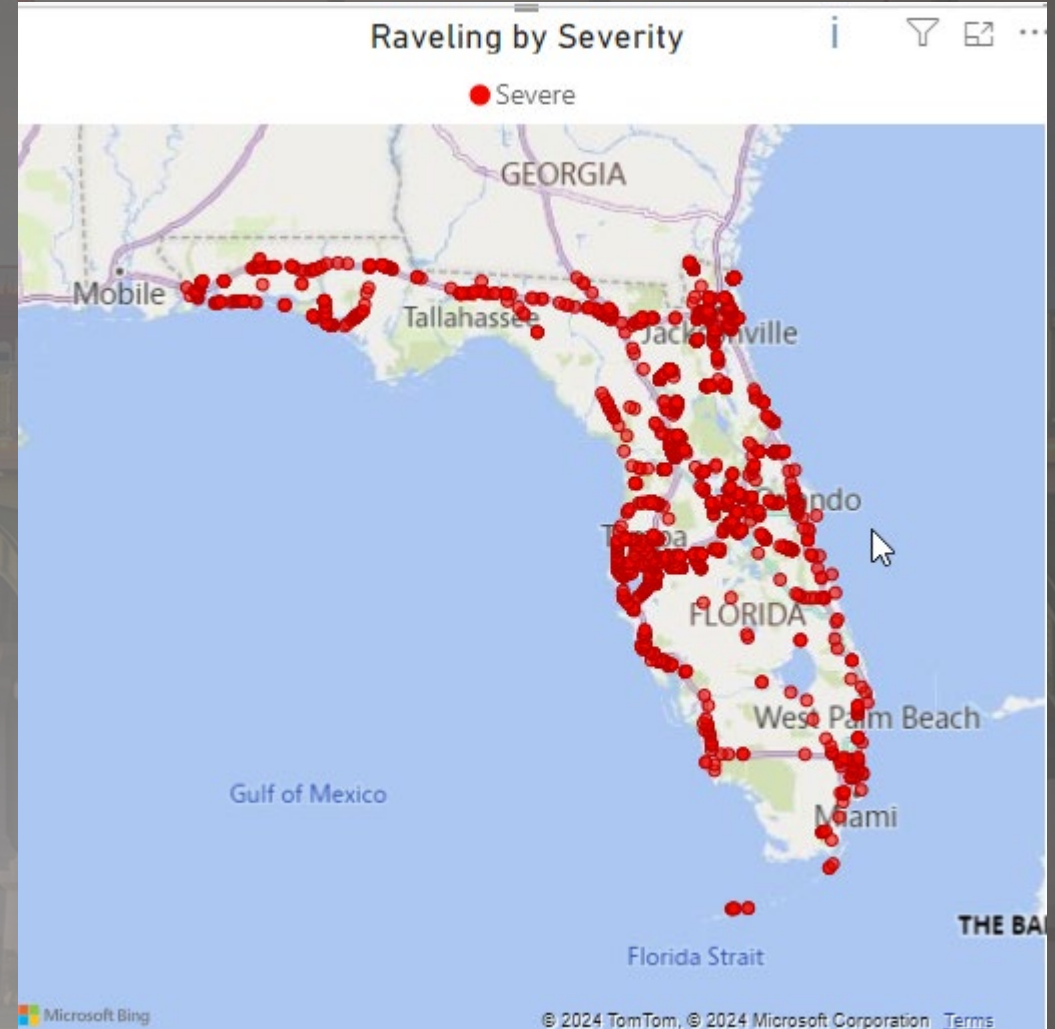 Raveling by Severity
Severe
GEORGIA
Mobile
Tallahassee
Jacksonville
Orlando
Tampa
FLORIDA
West Palm Beach
Gulf of Mexico
Miami
THE BA
Florida Strait
Microsoft Bing
© 2024 TomTom, © 2024 Microsoft Corporation Terms